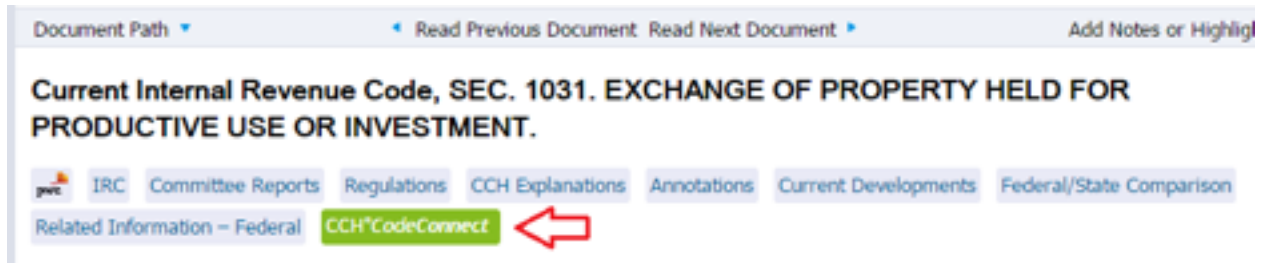 Document Path Read Previous Document Read Next Document Add Notes or Highlig
Current Internal Revenue Code, SEC. 1031. EXCHANGE OF PROPERTY HELD FOR
PRODUCTIVE USE OR INVESTMENT.
pwc IRC Committee Reports Regulations CCH Explanations Annotations Current Developments Federal/State Comparison
Related Information – Federal CCH®CodeConnect